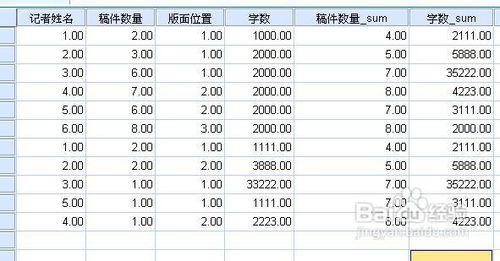 记者姓名 稿件数量 版面位置 字数 稿件数量_sum 字数_sum
1.00 2.00 1.00 1000.00 4.00 2111.00
2.00 3.00 1.00 2000.00 5.00 5888.00
3.00 6.00 1.00 2000.00 7.00 35222.00
4.00 7.00 2.00 2000.00 8.00 4223.00
5.00 6.00 2.00 2000.00 7.00 3111.00
6.00 8.00 3.00 2000.00 8.00 2000.00
1.00 2.00 1.00 1111.00 4.00 2111.00
2.00 2.00 2.00 3888.00 5.00 5888.00
3.00 1.00 1.00 33222.00 7.00 35222.00
5.00 1.00 1.00 1111.00 7.00 3111.00
4.00 1.00 2.00 2223.00 8.00 4223.00
Baidu 经验
jingyan.baidu.com